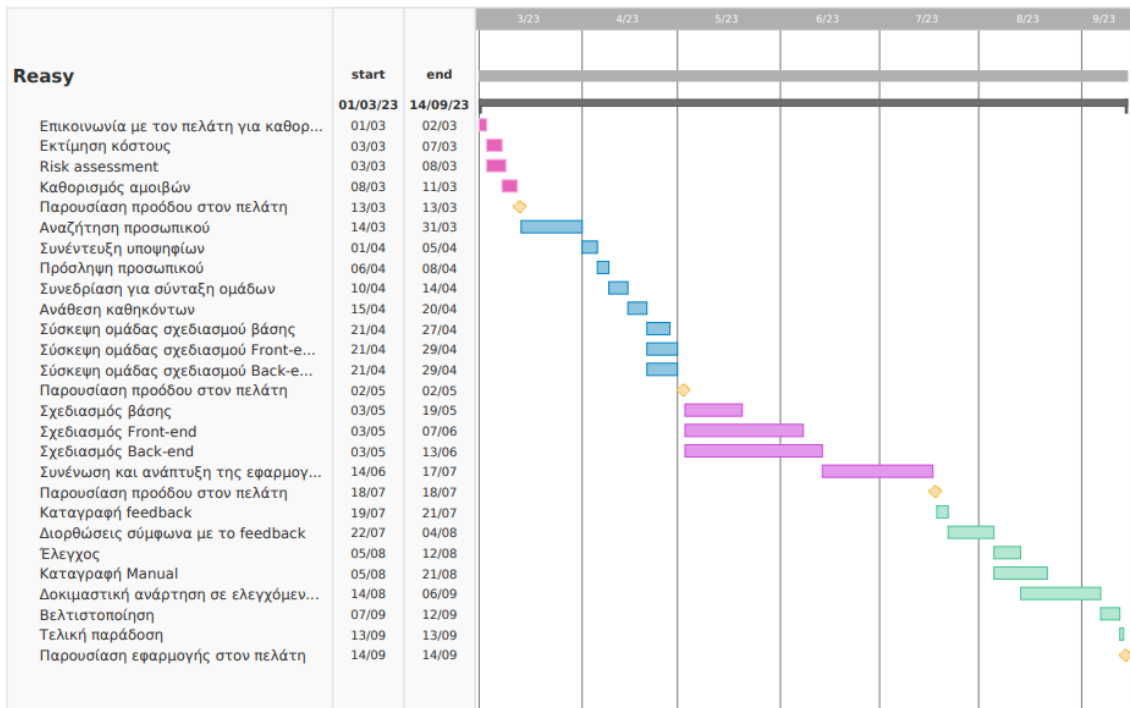 3/23 4/23 5/23 6/23 7/23 8/23 9/23
Reasy start end
01/03/23 14/09/23
Επικοινωνία με τον πελάτη για καθορ... 01/03 02/03
Εκτίμηση κόστους 03/03 07/03
Risk assessment 03/03 08/03
Καθορισμός αμοιβών 08/03 11/03
Παρουσίαση προόδου στον πελάτη 13/03 13/03
Αναζήτηση προσωπικού 14/03 31/03
Συνέντευξη υποψηφίων 01/04 05/04
Πρόσληψη προσωπικού 06/04 08/04
Συνεδρίαση για σύνταξη ομάδων 10/04 14/04
Ανάθεση καθηκόντων 15/04 20/04
Σύσκεψη ομάδας σχεδιασμού βάσης 21/04 27/04
Σύσκεψη ομάδας σχεδιασμού Front-e... 21/04 29/04
Σύσκεψη ομάδας σχεδιασμού Back-e... 21/04 29/04
Παρουσίαση προόδου στον πελάτη 02/05 02/05
Σχεδιασμός βάσης 03/05 19/05
Σχεδιασμός Front-end 03/05 07/06
Σχεδιασμός Back-end 03/05 13/06
Συνένωση και ανάπτυξη της εφαρμογ... 14/06 17/07
Παρουσίαση προόδου στον πελάτη 18/07 18/07
Καταγραφή feedback 19/07 21/07
Διορθώσεις σύμφωνα με το feedback 22/07 04/08
Έλεγχος 05/08 12/08
Καταγραφή Manual 05/08 21/08
Δοκιμαστική ανάρτηση σε ελεγχόμεν... 14/08 06/09
Βελτιστοποίηση 07/09 12/09
Τελική παράδοση 13/09 13/09
Παρουσίαση εφαρμογής στον πελάτη 14/09 14/09